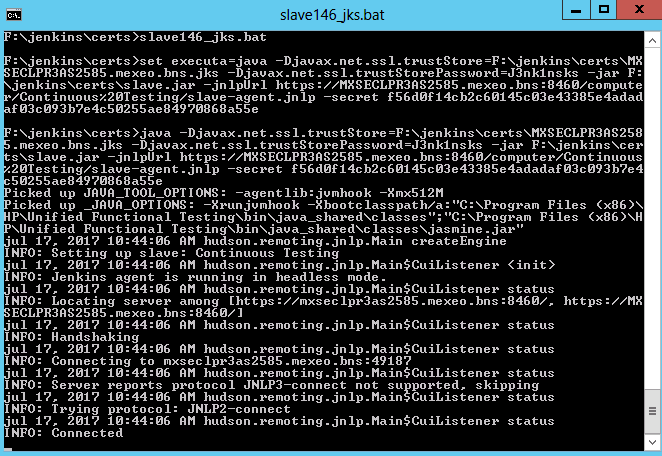 slave146_jks.bat
F:\jenkins\certs>slave146_jks.bat
F:\jenkins\certs>set executa=java -Djavax.net.ssl.trustStore=F:\jenkins\certs\MX
SECLPR3AS2585.mexeo.bns.jks -Djavax.net.ssl.trustStorePassword=J3nk1nsks -jar F:
\jenkins\certs\slave.jar -jnlpUrl https://MXSECLPR3AS2585.mexeo.bns:8460/compute
r/Continuous%20Testing/slave-agent.jnlp -secret f56d0f14cb2c60145c03e43385e4adad
af03c093b7e4c50255ae84970868a55e
F:\jenkins\certs>java -Djavax.net.ssl.trustStore=F:\jenkins\certs\MXSECLPR3AS258
5.mexeo.bns.jks -Djavax.net.ssl.trustStorePassword=J3nk1nsks -jar F:\jenkins\cer
ts\slave.jar -jnlpUrl https://MXSECLPR3AS2585.mexeo.bns:8460/computer/Continuous
%20Testing/slave-agent.jnlp -secret f56d0f14cb2c60145c03e43385e4adadaf03c093b7e4
c50255ae84970868a55e
Picked up JAVA_TOOL_OPTIONS: -agentlib:jvmhook -Xmx512M
Picked up _JAVA_OPTIONS: -Xrunjvmhook -Xbootclasspath/a:"C:\Program Files (x86)\
HP\Unified Functional Testing\bin\java_shared\classes";"C:\Program Files (x86)\H
P\Unified Functional Testing\bin\java_shared\classes\jasmine.jar"
jul 17, 2017 10:44:06 AM hudson.remoting.jnlp.Main createEngine
INFO: Setting up slave: Continuous Testing
jul 17, 2017 10:44:06 AM hudson.remoting.jnlp.Main$CuiListener <init>
INFO: Jenkins agent is running in headless mode.
jul 17, 2017 10:44:06 AM hudson.remoting.jnlp.Main$CuiListener status
INFO: Locating server among [https://mxseclpr3as2585.mexeo.bns:8460/, https://MX
SECLPR3AS2585.mexeo.bns:8460/]
jul 17, 2017 10:44:06 AM hudson.remoting.jnlp.Main$CuiListener status
INFO: Handshaking
jul 17, 2017 10:44:06 AM hudson.remoting.jnlp.Main$CuiListener status
INFO: Connecting to mxseclpr3as2585.mexeo.bns:49187
jul 17, 2017 10:44:06 AM hudson.remoting.jnlp.Main$CuiListener status
INFO: Server reports protocol JNLP3-connect not supported, skipping
jul 17, 2017 10:44:06 AM hudson.remoting.jnlp.Main$CuiListener status
INFO: Trying protocol: JNLP2-connect
jul 17, 2017 10:44:06 AM hudson.remoting.jnlp.Main$CuiListener status
INFO: Connected